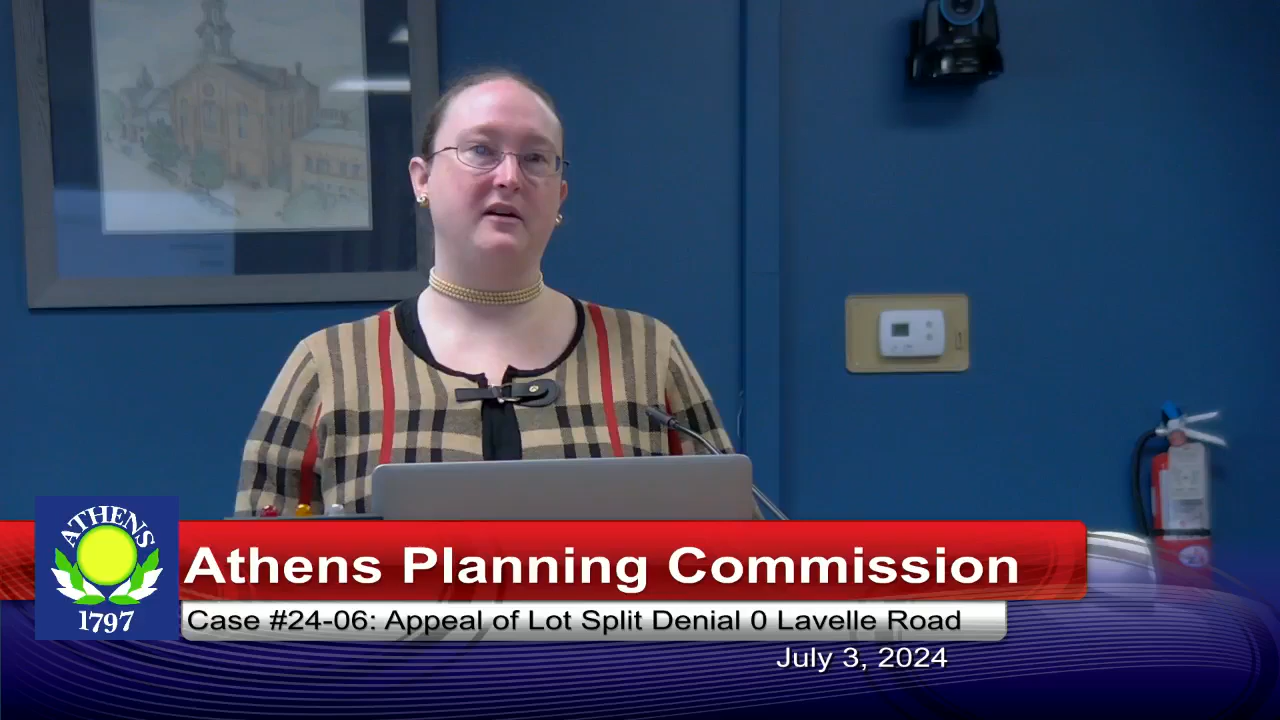 ATHENS
1797
Athens Planning Commission
Case #24-06: Appeal of Lot Split Denial 0 Lavelle Road
July 3, 2024